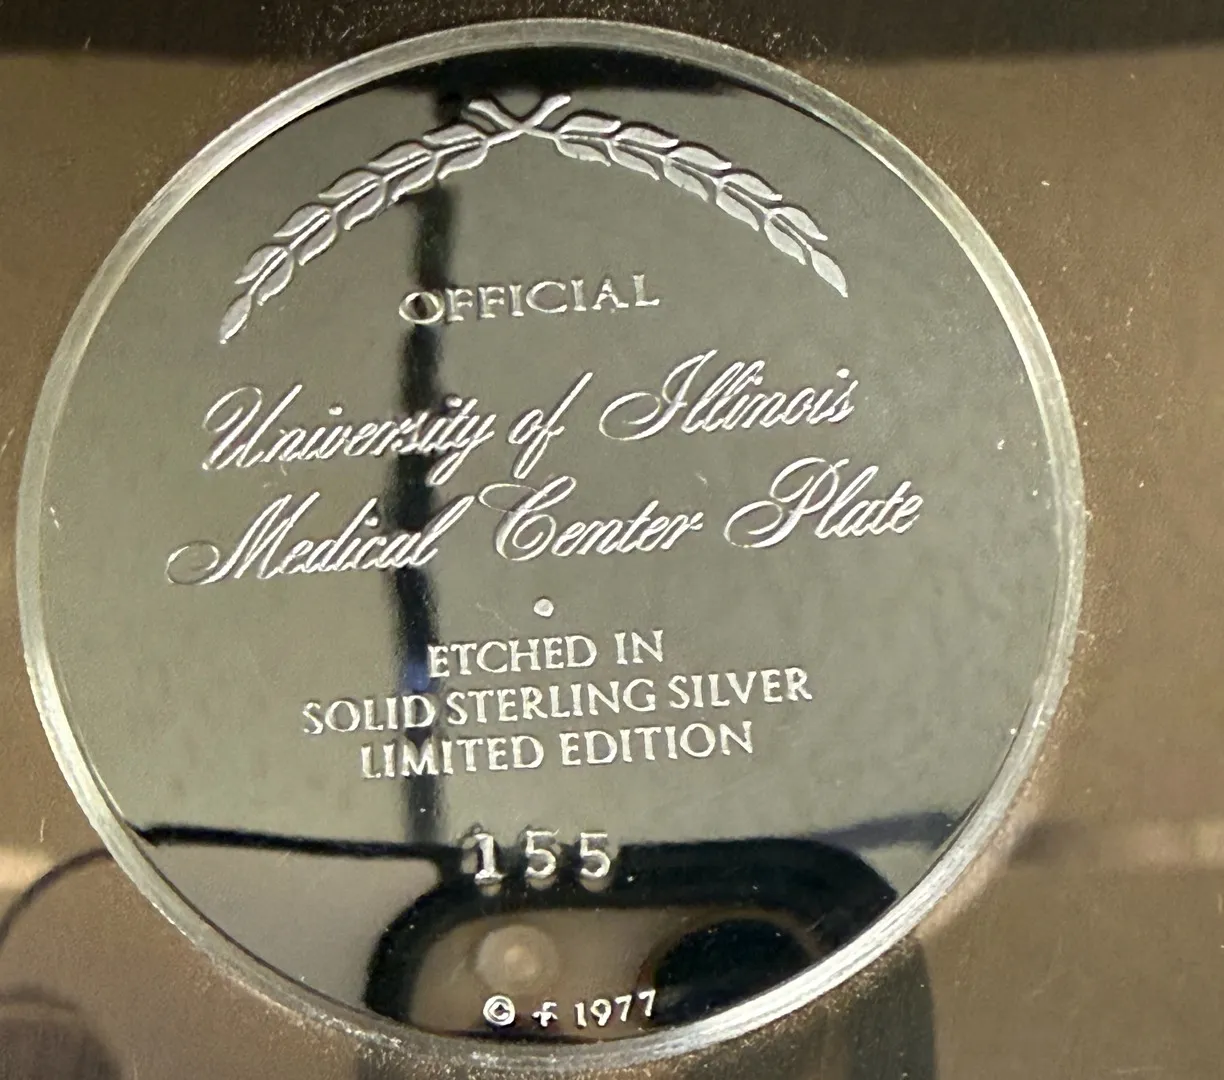 OFFICIAL
University of Illinois
Medical Center Plate
ETCHED IN
SOLID STERLING SILVER
LIMITED EDITION
155
© f 1977